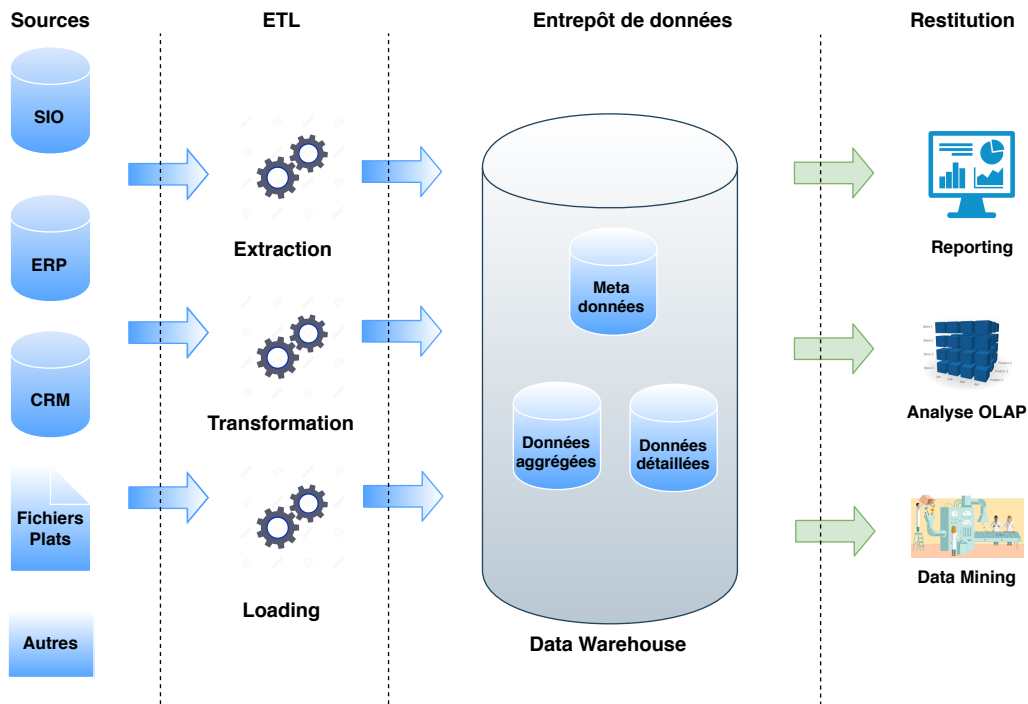 Sources
ETL
Entrepôt de données
Restitution
SIO
ERP
CRM
Fichiers
Plats
Autres
Extraction
Transformation
Loading
Meta
données
Données
aggrégées
Données
détaillées
Data Warehouse
Reporting
Analyse OLAP
Data Mining